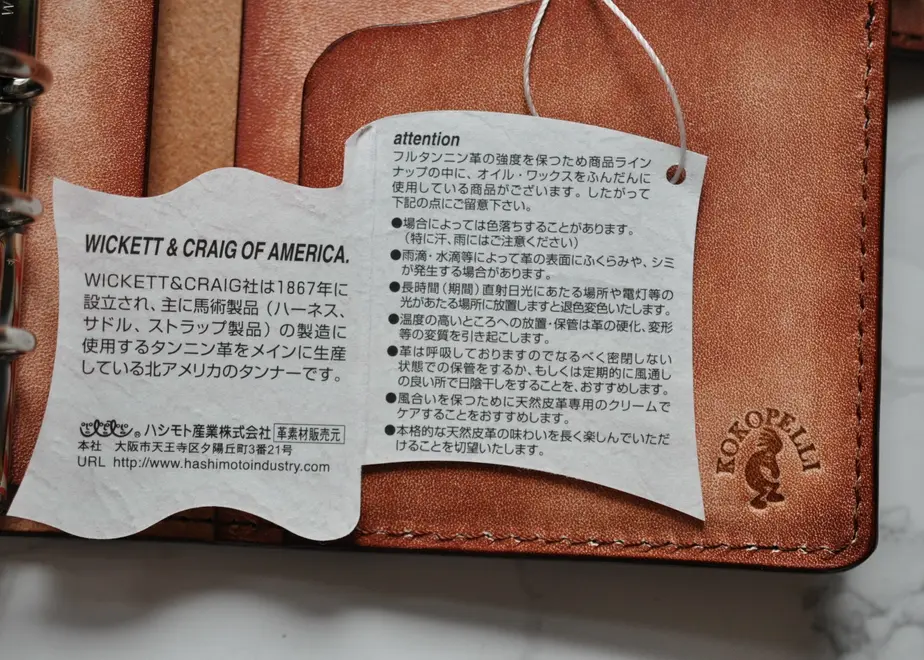 WICKETT & CRAIG OF AMERICA.
WICKETT&CRAIG社は1867年に
設立され、主に馬術製品（ハーネス、
サドル、ストラップ製品）の製造に
使用するタンニン革をメインに生産
している北アメリカのタンナーです。
ハシモト産業株式会社 革素材販売元
本社 大阪市天王寺区夕陽丘町3番21号
URL http://www.hashimotoindustry.com
attention
フルタンニン革の強度を保つため商品ライン
ナップの中に、オイル・ワックスをふんだんに
使用している商品がございます。したがって
下記の点にご留意下さい。
●場合によっては色落ちすることがあります。
（特に汗、雨にはご注意ください）
●雨滴・水滴等によって革の表面にふくらみや、シミ
が発生する場合があります。
●長時間（期間）直射日光にあたる場所や電灯等の
光があたる場所に放置しますと退色変色いたします。
●温度の高いところへの放置・保管は革の硬化、変形
等の変質を引き起こします。
●革は呼吸しておりますのでなるべく密閉しない
状態での保管をするか、もしくは定期的に風通し
の良い所で日陰干しをすることを、おすすめします。
●風合いを保つために天然皮革専用のクリームで
ケアすることをおすすめします。
●本格的な天然皮革の味わいを長く楽しんでいただ
けることを切望いたします。
KOKOPELLI